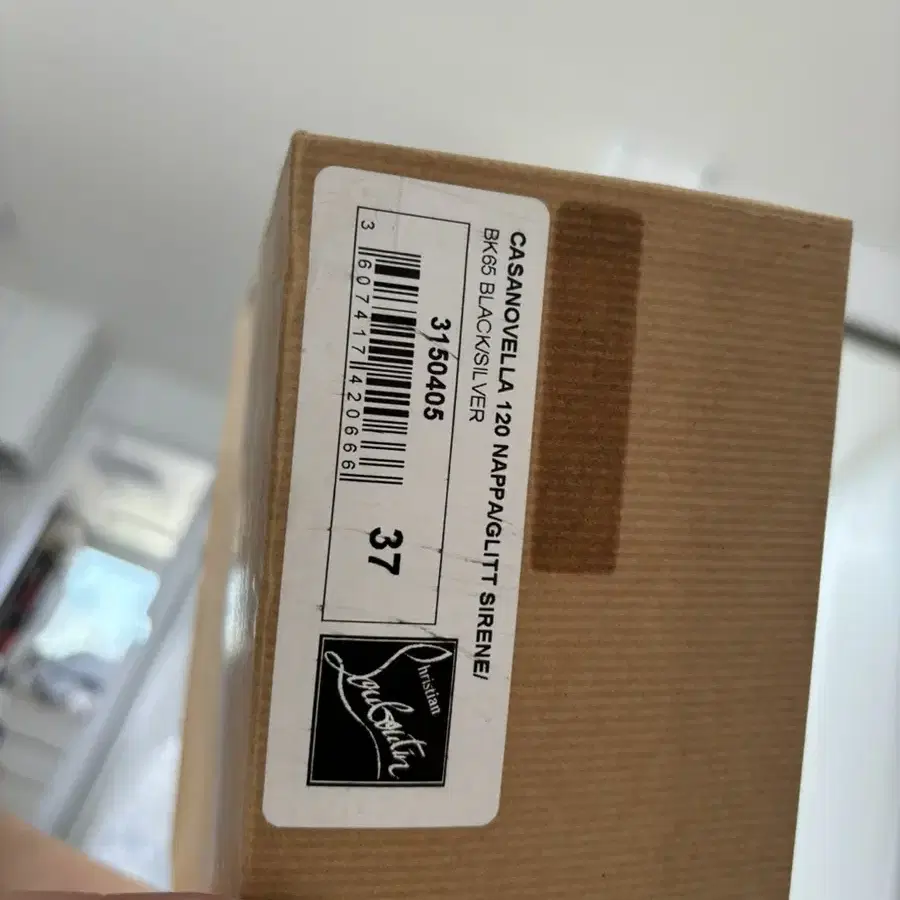 CASANOVELLA 120 NAPPA/GLITT SIRENE/
BK65 BLACK/SILVER
3150405
37
3 607417 420666
Christian
Louboutin